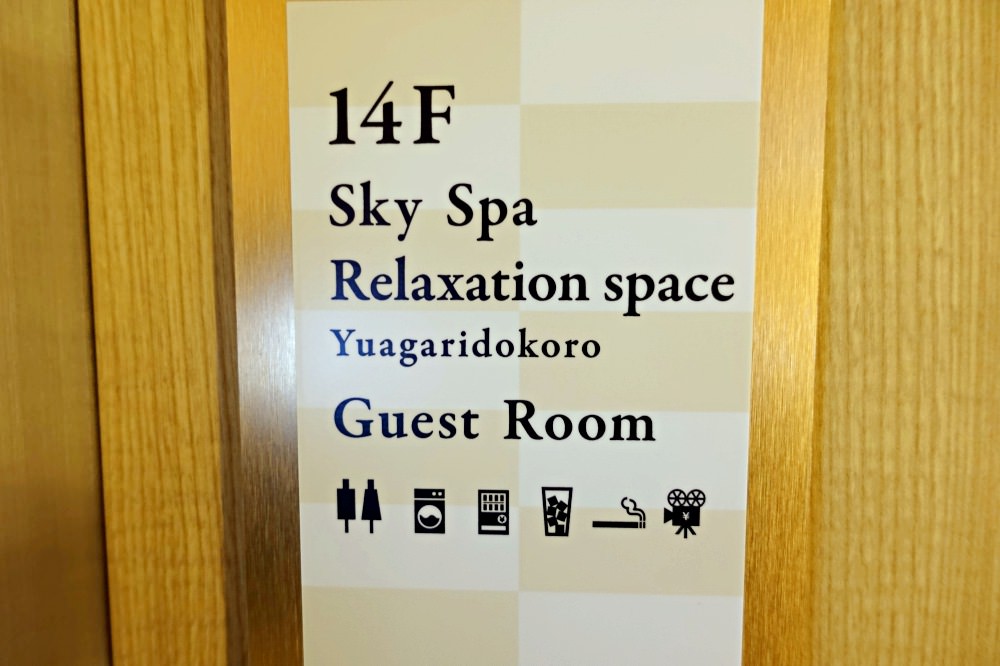 14F
Sky Spa
Relaxation space
Yuagaridokoro
Guest Room
¥